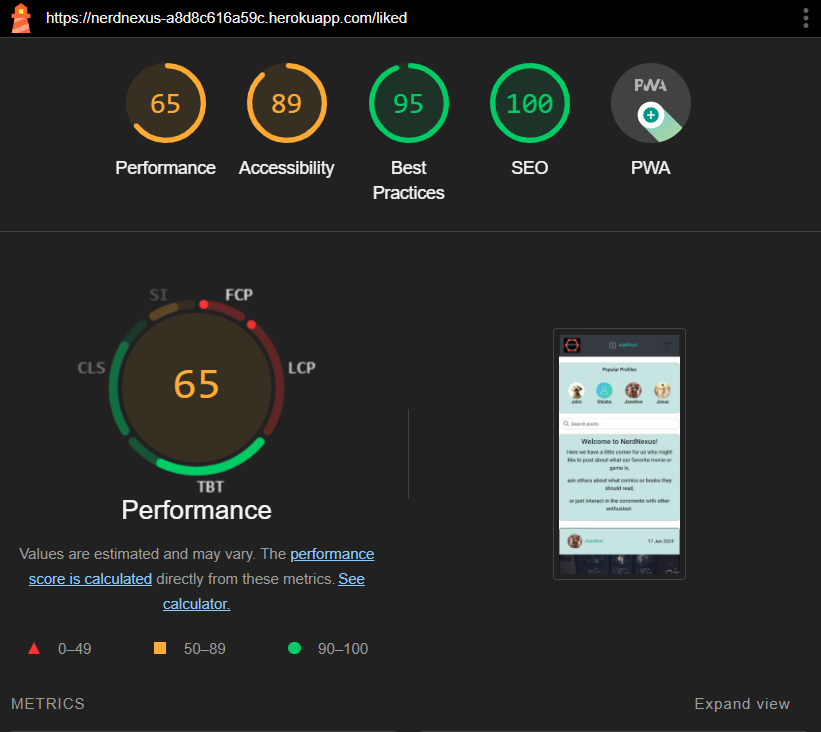 https://nerdnexus-a8d8c616a59c.herokuapp.com/liked
65
89
95
100
PWA
Performance
Accessibility
Best
Practices
SEO
PWA
SI
FCP
CLS
LCP
65
TBT
Performance
Values are estimated and may vary. The performance
score is calculated directly from these metrics. See
calculator.
0–49
50–89
90–100
AddPost
Popular Profiles
John
Shiaba
JaneDoe
Jesus
Search posts
Welcome to NerdNexus!
Here we have a little corner for us who might
like to post about what our favorite movie or
game is,
ask others about what comics or books they
should read,
or just interact in the comments with other
enthusiast.
JaneDoe
17 Jan 2024
METRICS
Expand view